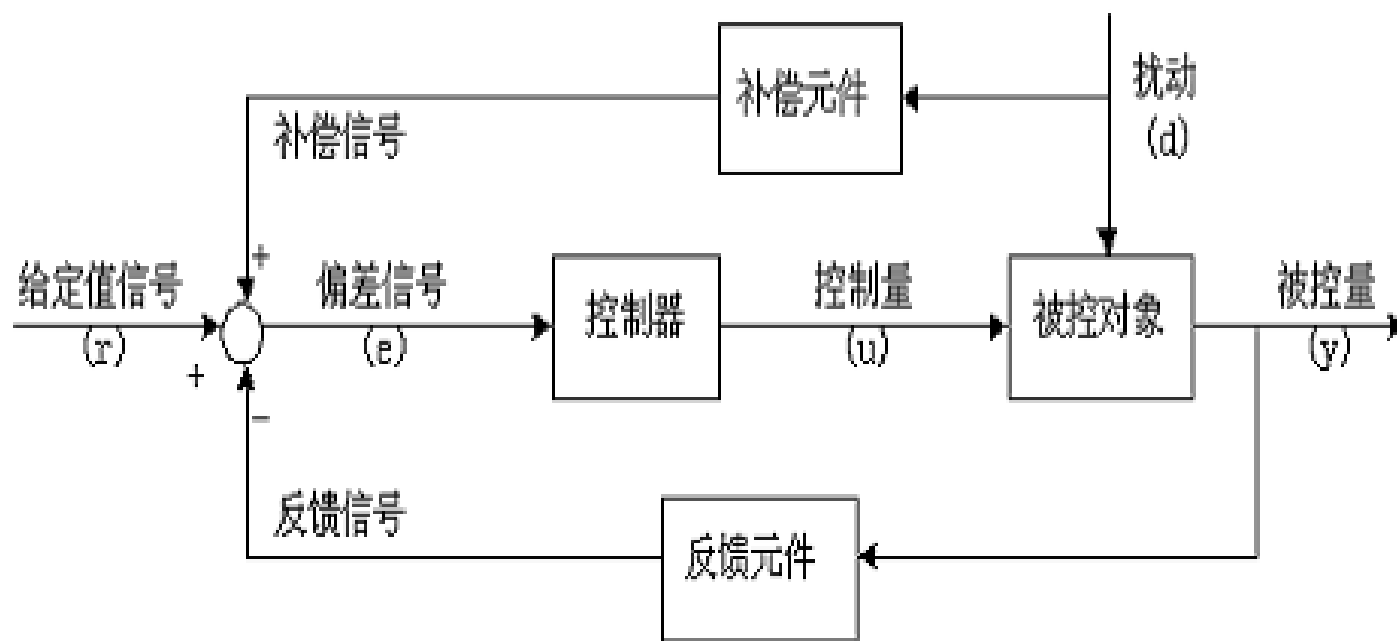 补偿元件
扰动
(d)
补偿信号
+
给定值信号
(r)
+
偏差信号
(e)
控制器
控制量
(u)
被控对象
被控量
(y)
-
反馈信号
反馈元件